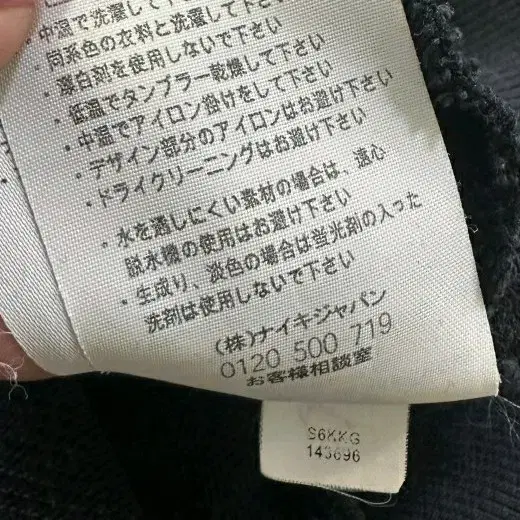 ・中温で洗濯して下さい
・同系色の衣料と洗濯して下さい
・漂白剤を使用しないで下さい
・低温でタンブラー乾燥して下さい
・中温でアイロン掛けをして下さい
・デザイン部分のアイロンはお避け下さい
・ドライクリーニングはお避け下さい
・水を通しにくい素材の場合は、遠心
脱水機の使用はお避け下さい
・生成り、淡色の場合は当光剤の入った
洗剤は使用しないで下さい
(株)ナイキジャパン
0120 500 719
お客様相談室
S6KKG
143696